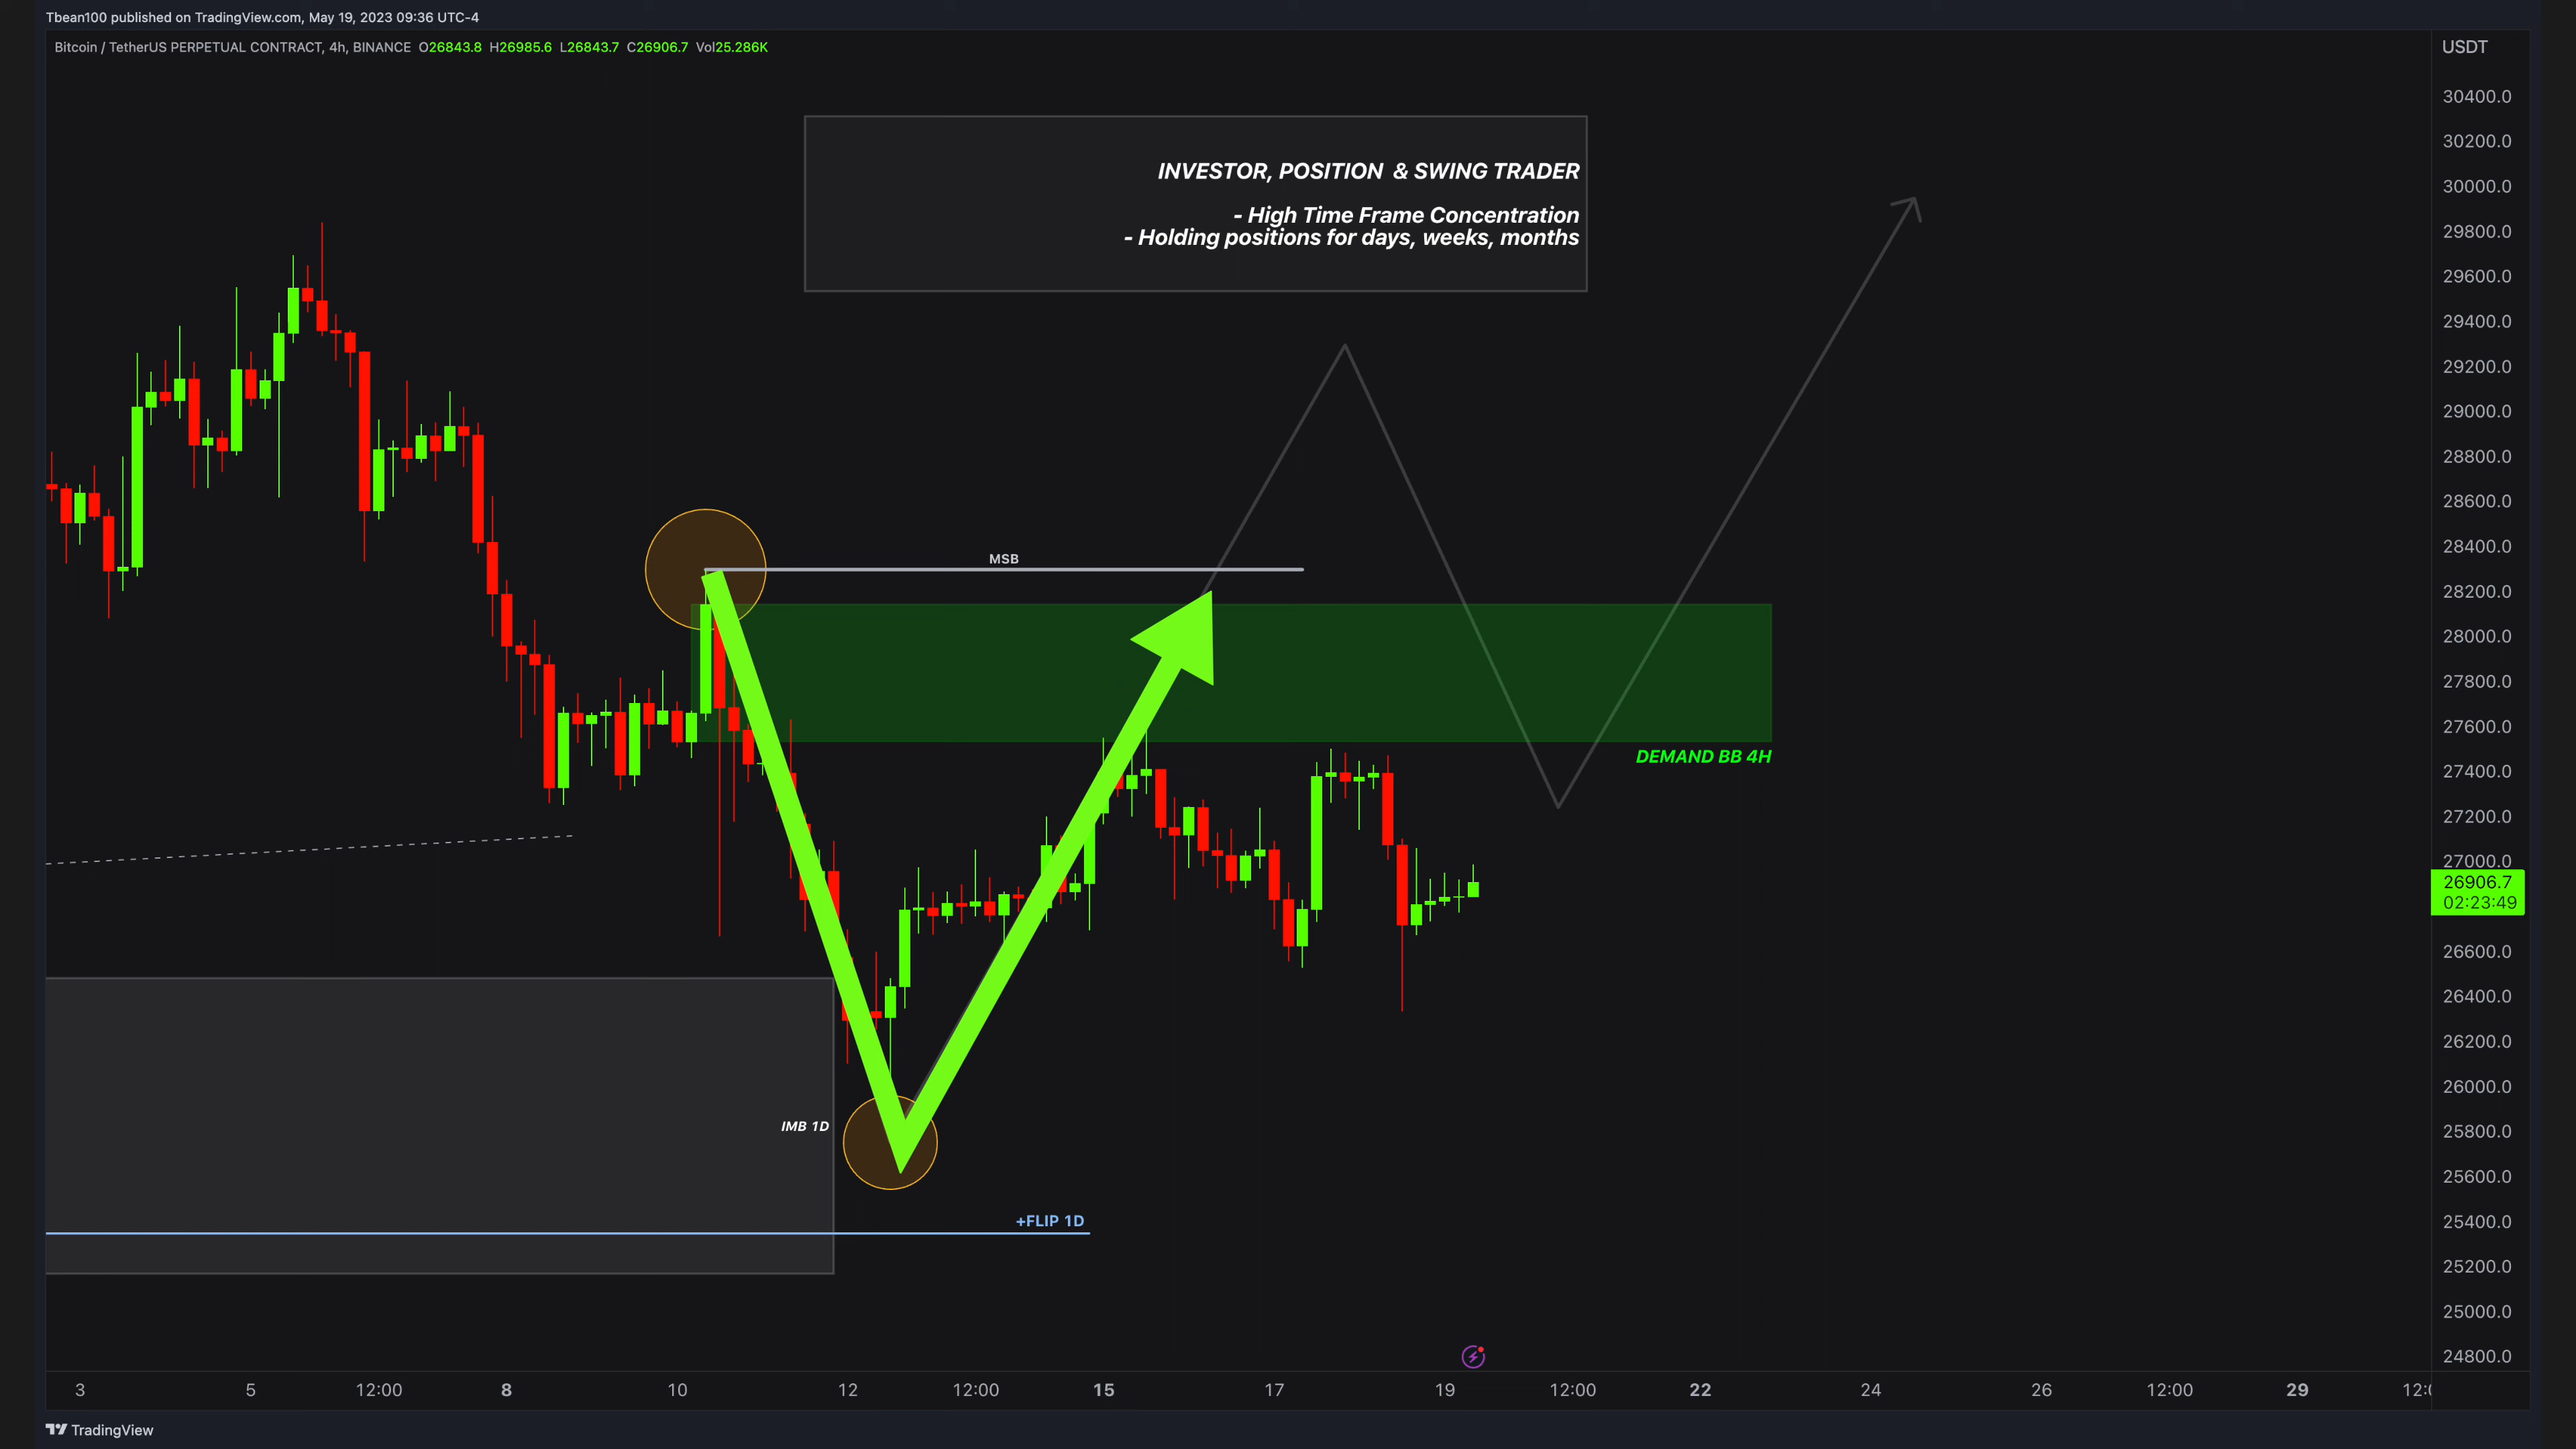 Tbean100 published on TradingView.com, May 19, 2023 09:36 UTC-4
Bitcoin / TetherUS PERPETUAL CONTRACT, 4h, BINANCE O26843.8 H26985.6 L26843.7 C26906.7 Vol25.286K
USDT
INVESTOR, POSITION & SWING TRADER
- High Time Frame Concentration
- Holding positions for days, weeks, months
MSB
DEMAND BB 4H
IMB 1D
+FLIP 1D
30400.0
30200.0
30000.0
29800.0
29600.0
29400.0
29200.0
29000.0
28800.0
28600.0
28400.0
28200.0
28000.0
27800.0
27600.0
27400.0
27200.0
27000.0
26906.7
02:23:49
26600.0
26400.0
26200.0
26000.0
25800.0
25600.0
25400.0
25200.0
25000.0
24800.0
3 5 12:00 8 10 12 12:00 15 17 19 12:00 22 24 26 12:00 29
TradingView